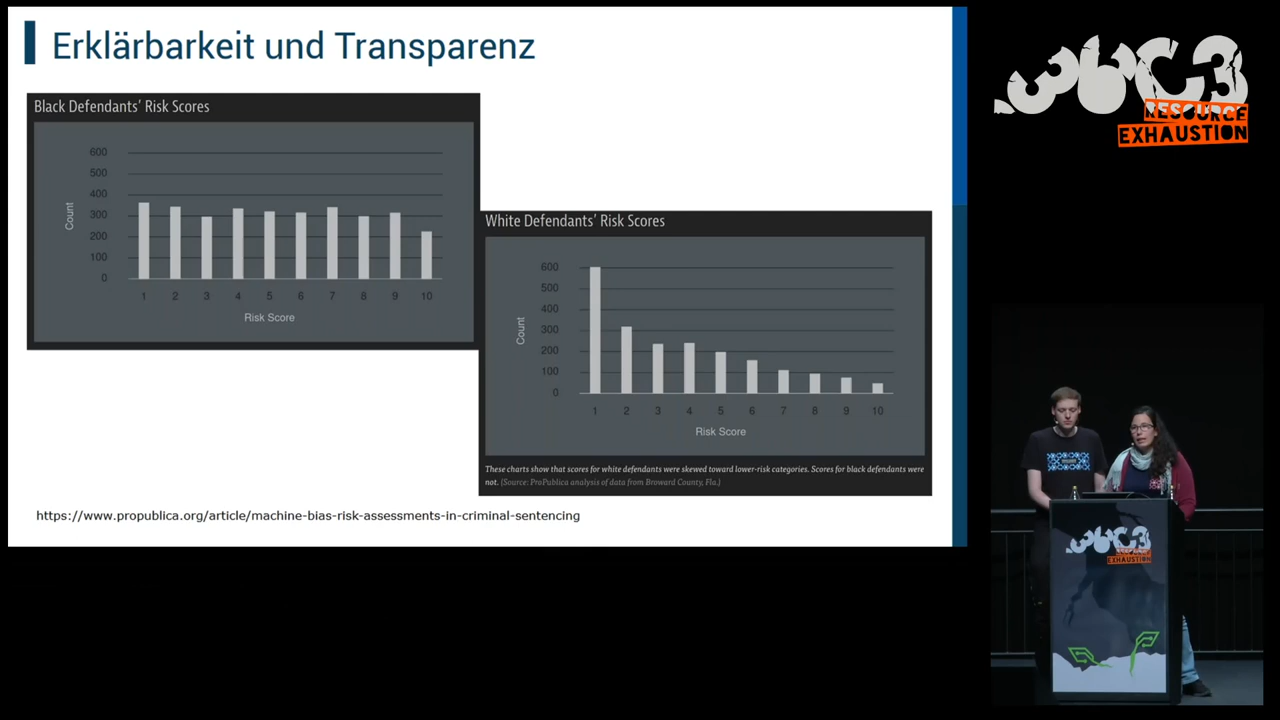 Erklärbarkeit und Transparenz
Black Defendants' Risk Scores
600
500
400
300
200
100
0
Count
1 2 3 4 5 6 7 8 9 10
Risk Score
White Defendants' Risk Scores
600
500
400
300
200
100
0
Count
1 2 3 4 5 6 7 8 9 10
Risk Score
These charts show that scores for white defendants were skewed toward lower-risk categories. Scores for black defendants were
not. (Source: ProPublica analysis of data from Broward County, Fla.)
https://www.propublica.org/article/machine-bias-risk-assessments-in-criminal-sentencing
36C3
RESOURCE
EXHAUSTION
36C3
RESOURCE
EXHAUSTION